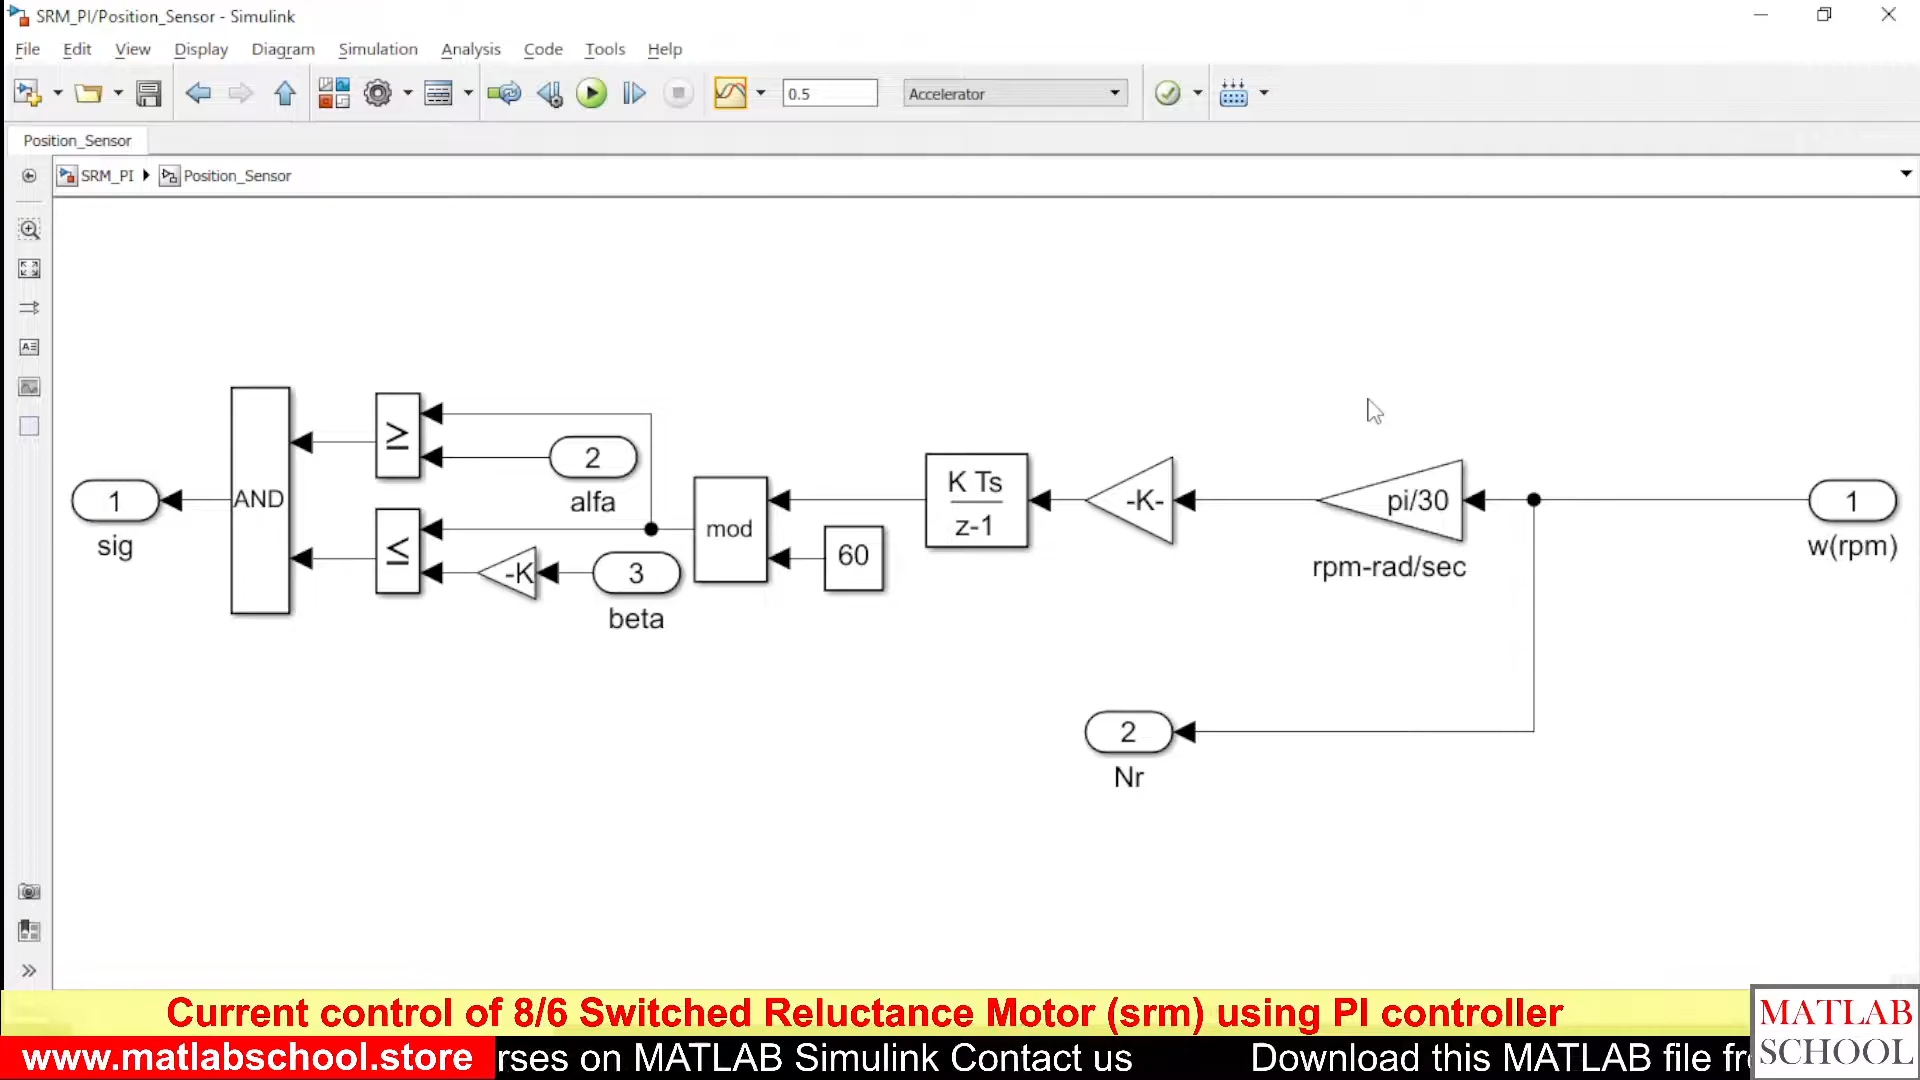 SRM_PI/Position_Sensor - Simulink
File Edit View Display Diagram Simulation Analysis Code Tools Help
0.5 Accelerator
Position_Sensor
SRM_PI Position_Sensor
1
sig
AND
≥
2
alfa
≤
-K
3
beta
mod
60
K Ts
z-1
-K-
pi/30
rpm-rad/sec
1
w(rpm)
2
Nr
Current control of 8/6 Switched Reluctance Motor (srm) using PI controller
www.matlabschool.store rses on MATLAB Simulink Contact us Download this MATLAB file fr
MATLAB
SCHOOL